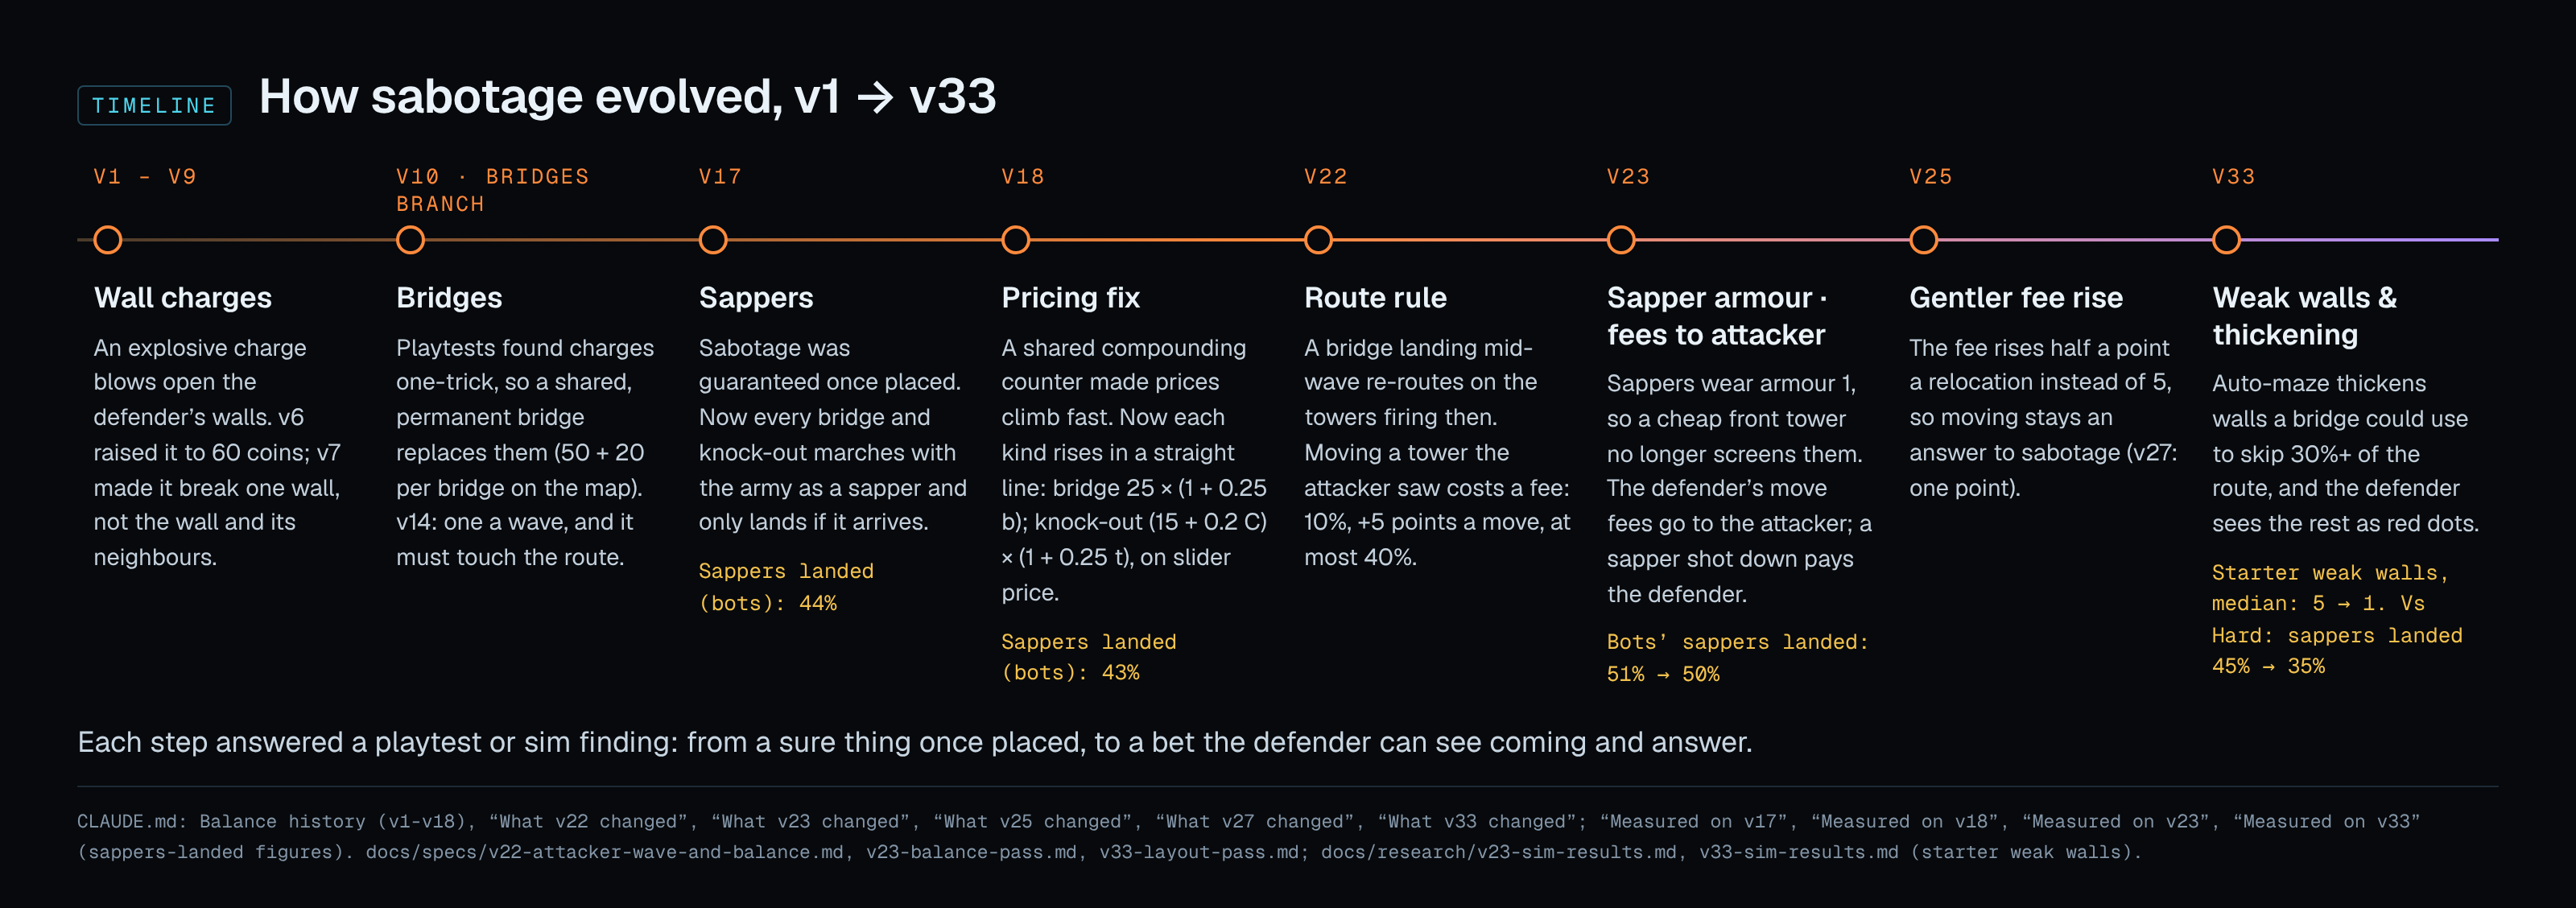 TIMELINE How sabotage evolved, v1 → v33
V1 – V9
V10 · BRIDGES
BRANCH
V17
V18
V22
V23
V25
V33
Wall charges
An explosive charge
blows open the
defender’s walls. v6
raised it to 60 coins; v7
made it break one wall,
not the wall and its
neighbours.
Bridges
Playtests found charges
one-trick, so a shared,
permanent bridge
replaces them (50 + 20
per bridge on the map).
v14: one a wave, and it
must touch the route.
Sappers
Sabotage was
guaranteed once placed.
Now every bridge and
knock-out marches with
the army as a sapper and
only lands if it arrives.
Sappers landed
(bots): 44%
Pricing fix
A shared compounding
counter made prices
climb fast. Now each
kind rises in a straight
line: bridge 25 × (1 + 0.25
b); knock-out (15 + 0.2 C)
× (1 + 0.25 t), on slider
price.
Sappers landed
(bots): 43%
Route rule
A bridge landing mid-
wave re-routes on the
towers firing then.
Moving a tower the
attacker saw costs a fee:
10%, +5 points a move, at
most 40%.
Sapper armour ·
fees to attacker
Sappers wear armour 1,
so a cheap front tower
no longer screens them.
The defender’s move
fees go to the attacker; a
sapper shot down pays
the defender.
Bots’ sappers landed:
51% → 50%
Gentler fee rise
The fee rises half a point
a relocation instead of 5,
so moving stays an
answer to sabotage (v27:
one point).
Weak walls &
thickening
Auto-maze thickens
walls a bridge could use
to skip 30%+ of the
route, and the defender
sees the rest as red dots.
Starter weak walls,
median: 5 → 1. Vs
Hard: sappers landed
45% → 35%
Each step answered a playtest or sim finding: from a sure thing once placed, to a bet the defender can see coming and answer.
CLAUDE.md: Balance history (v1–v18), “What v22 changed”, “What v23 changed”, “What v25 changed”, “What v27 changed”, “What v33 changed”; “Measured on v17”, “Measured on v18”, “Measured on v23”, “Measured on v33”
(sappers-landed figures). docs/specs/v22-attacker-wave-and-balance.md, v23-balance-pass.md, v33-layout-pass.md; docs/research/v23-sim-results.md, v33-sim-results.md (starter weak walls).